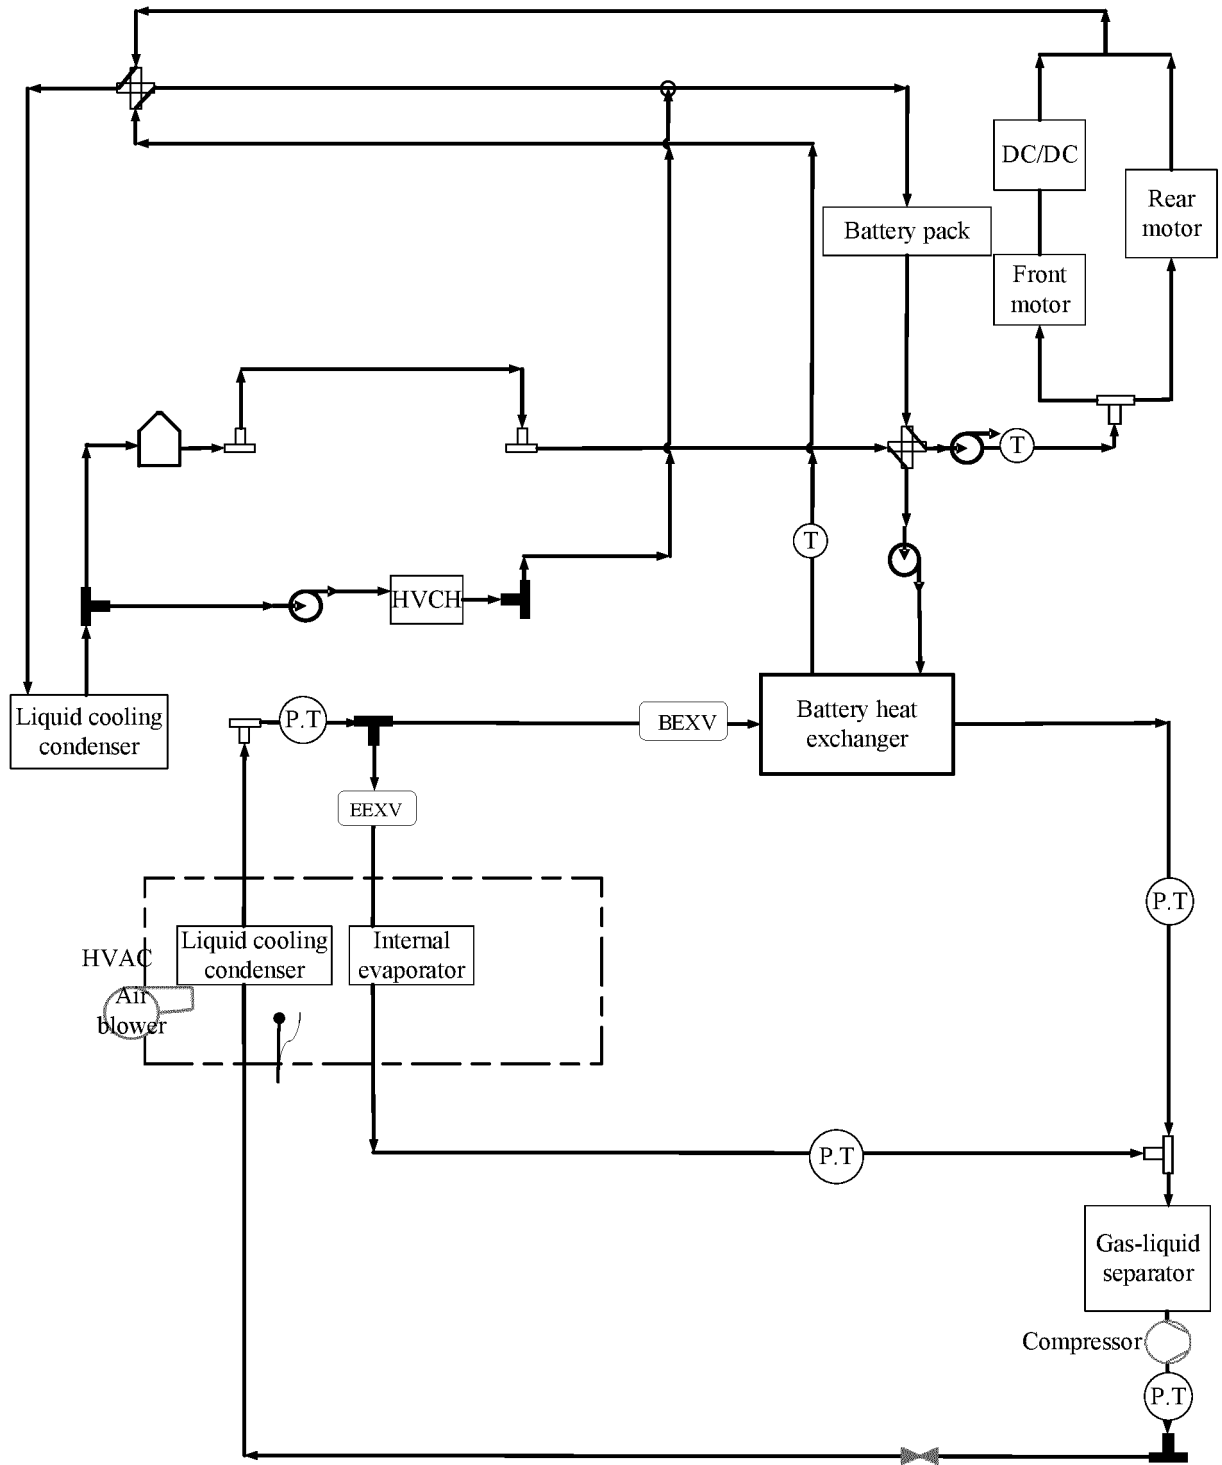 DC/DC
Rear
motor
Battery pack
Front
motor
T
T
HVCH
Liquid cooling
condenser
P.T
BEXV
Battery heat
exchanger
EEXV
P.T
HVAC
Liquid cooling
condenser
Internal
evaporator
Air
blower
P.T
Gas-liquid
separator
Compressor
P.T